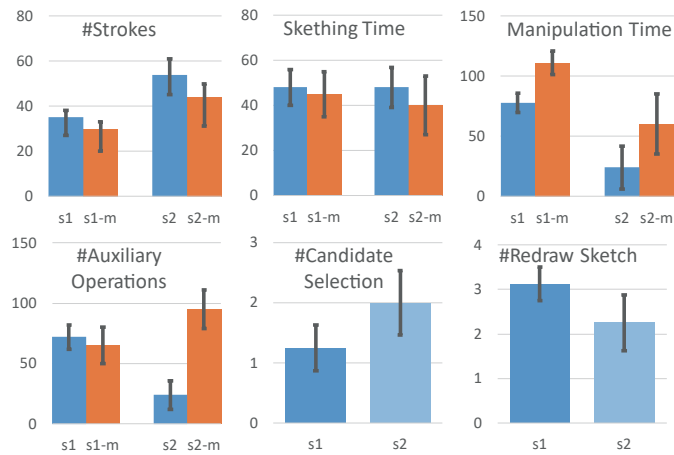 #Strokes
80
60
40
20
0
s1 s1-m s2 s2-m
Skething Time
80
60
40
20
0
s1 s1-m s2 s2-m
Manipulation Time
150
100
50
0
s1 s1-m s2 s2-m
#Auxiliary
Operations
150
100
50
0
s1 s1-m s2 s2-m
#Candidate
Selection
3
2
1
0
s1 s2
#Redraw Sketch
4
3
2
1
0
s1 s2